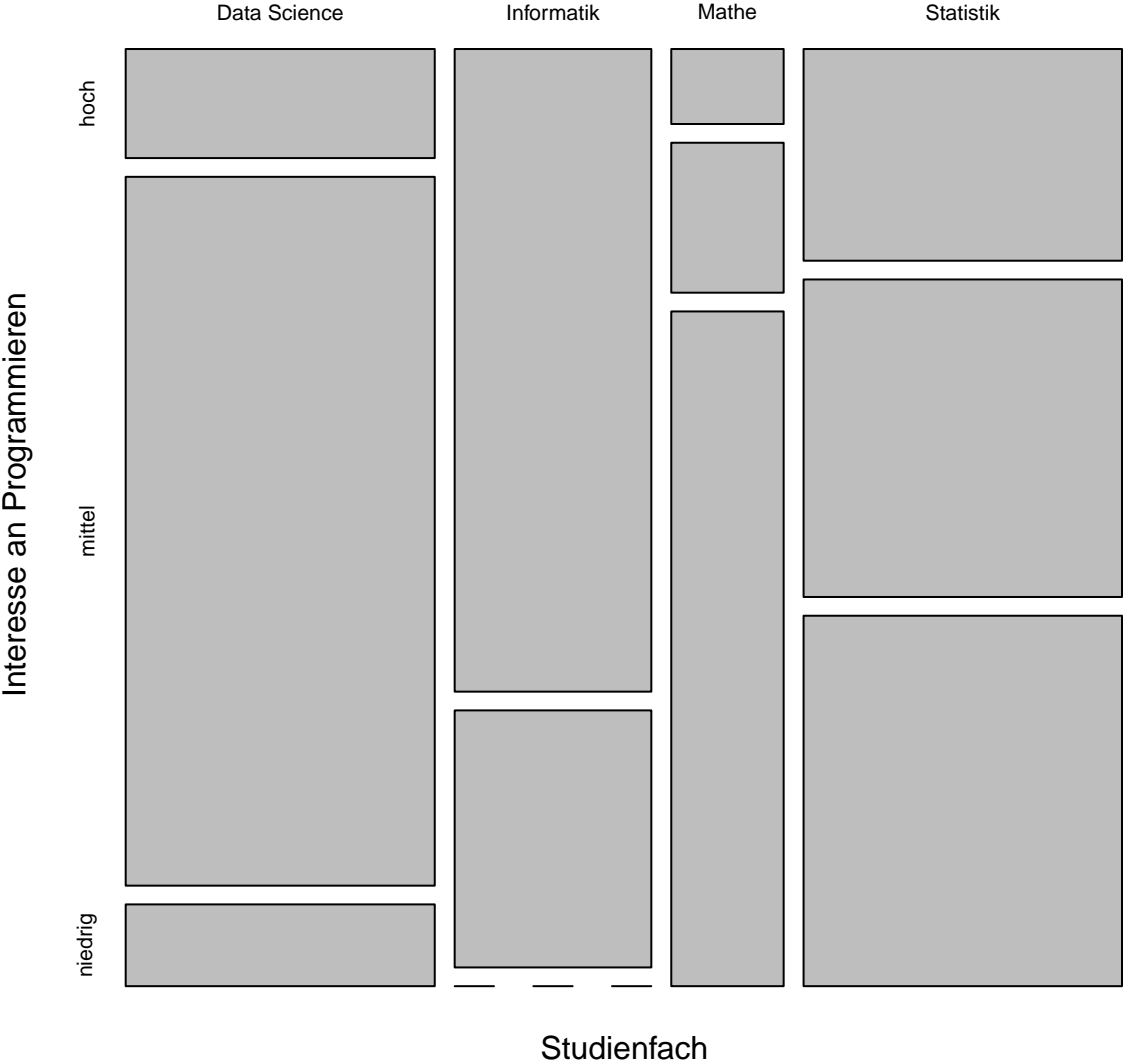 Data Science
Informatik
Mathe
Statistik
hoch
mittel
niedrig
Interesse an Programmieren
Studienfach